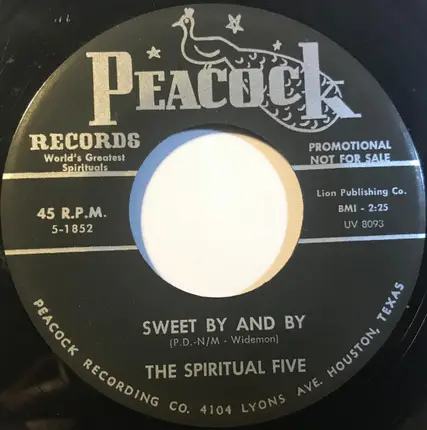 PEACOCK
RECORDS
World's Greatest
Spirituals
PROMOTIONAL
NOT FOR SALE
45 R.P.M.
5-1852
Lion Publishing Co.
BMI - 2:25
UV 8093
SWEET BY AND BY
(P.D.-N/M - Widemon)
THE SPIRITUAL FIVE
PEACOCK RECORDING CO. 4104 LYONS AVE. HOUSTON, TEXAS